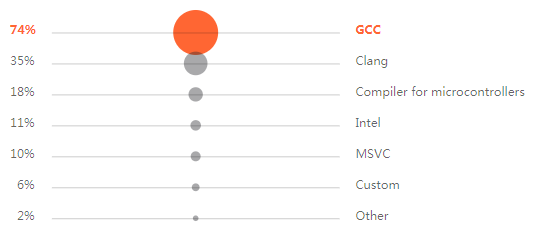 74% GCC
35% Clang
18% Compiler for microcontrollers
11% Intel
10% MSVC
6% Custom
2% Other